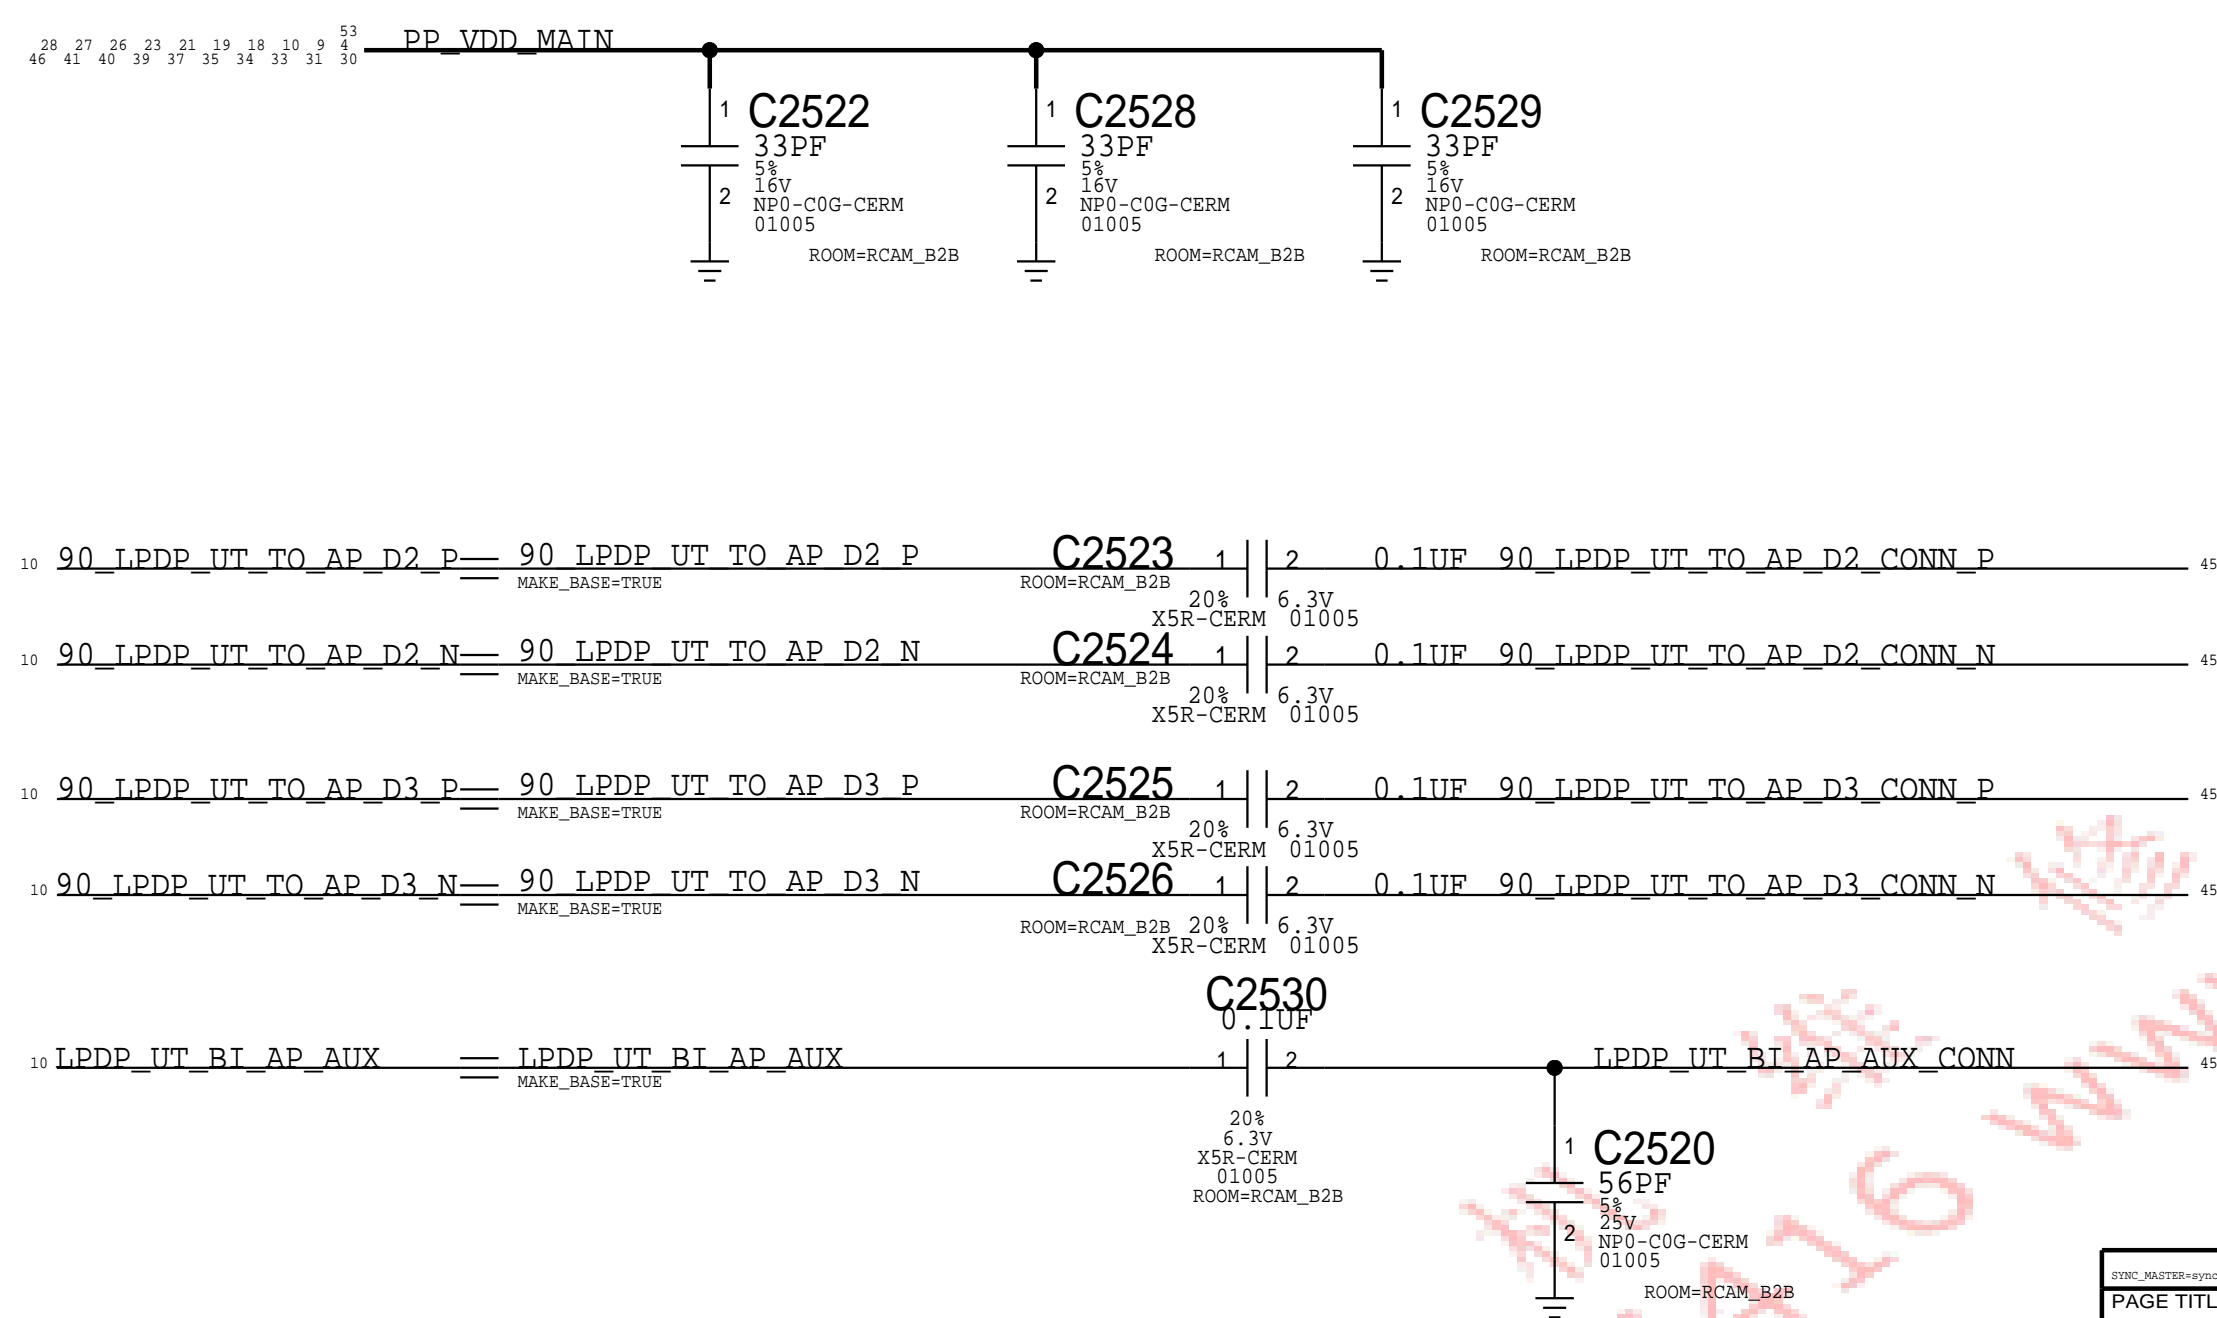 53
28 27 26 23 21 19 18 10 9 4
46 41 40 39 37 35 34 33 31 30
PP_VDD_MAIN
1 C2522
33PF
5%
16V
2 NP0-C0G-CERM
01005
ROOM=RCAM_B2B
1 C2528
33PF
5%
16V
2 NP0-C0G-CERM
01005
ROOM=RCAM_B2B
1 C2529
33PF
5%
16V
2 NP0-C0G-CERM
01005
ROOM=RCAM_B2B
10 90_LPDP_UT_TO_AP_D2_P 90_LPDP_UT_TO_AP_D2_P C2523 1 2 0.1UF 90_LPDP_UT_TO_AP_D2_CONN_P 45
MAKE_BASE=TRUE ROOM=RCAM_B2B
20% 6.3V
X5R-CERM 01005
10 90_LPDP_UT_TO_AP_D2_N 90_LPDP_UT_TO_AP_D2_N C2524 1 2 0.1UF 90_LPDP_UT_TO_AP_D2_CONN_N 45
MAKE_BASE=TRUE ROOM=RCAM_B2B
20% 6.3V
X5R-CERM 01005
10 90_LPDP_UT_TO_AP_D3_P 90_LPDP_UT_TO_AP_D3_P C2525 1 2 0.1UF 90_LPDP_UT_TO_AP_D3_CONN_P 45
MAKE_BASE=TRUE ROOM=RCAM_B2B
20% 6.3V
X5R-CERM 01005
10 90_LPDP_UT_TO_AP_D3_N 90_LPDP_UT_TO_AP_D3_N C2526 1 2 0.1UF 90_LPDP_UT_TO_AP_D3_CONN_N 45
MAKE_BASE=TRUE
ROOM=RCAM_B2B 20% 6.3V
X5R-CERM 01005
C2530
0.1UF
10 LPDP_UT_BI_AP_AUX LPDP_UT_BI_AP_AUX 1 2 LPDP_UT_BI_AP_AUX_CONN 45
MAKE_BASE=TRUE
20%
6.3V
X5R-CERM
01005
ROOM=RCAM_B2B
1 C2520
56PF
5%
25V
2 NP0-C0G-CERM
01005
ROOM=RCAM_B2B
SYNC_MASTER=sync
PAGE TITL